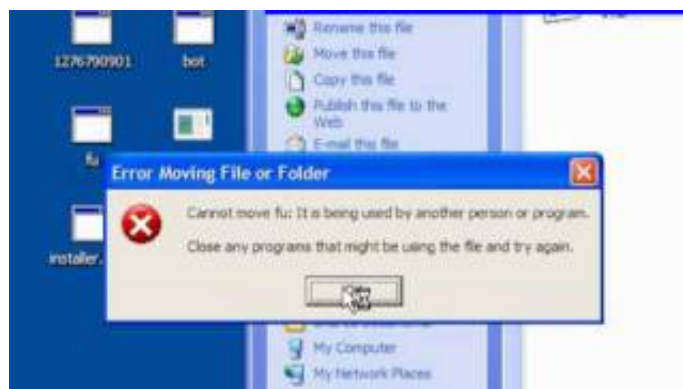 Rename this file
Move this file
Copy this file
Publish this file to the
Web
E-mail this file
1276790901
bot
fu
installer.
Error Moving File or Folder
Cannot move fu: It is being used by another person or program.
Close any programs that might be using the file and try again.
My Computer
My Network Places